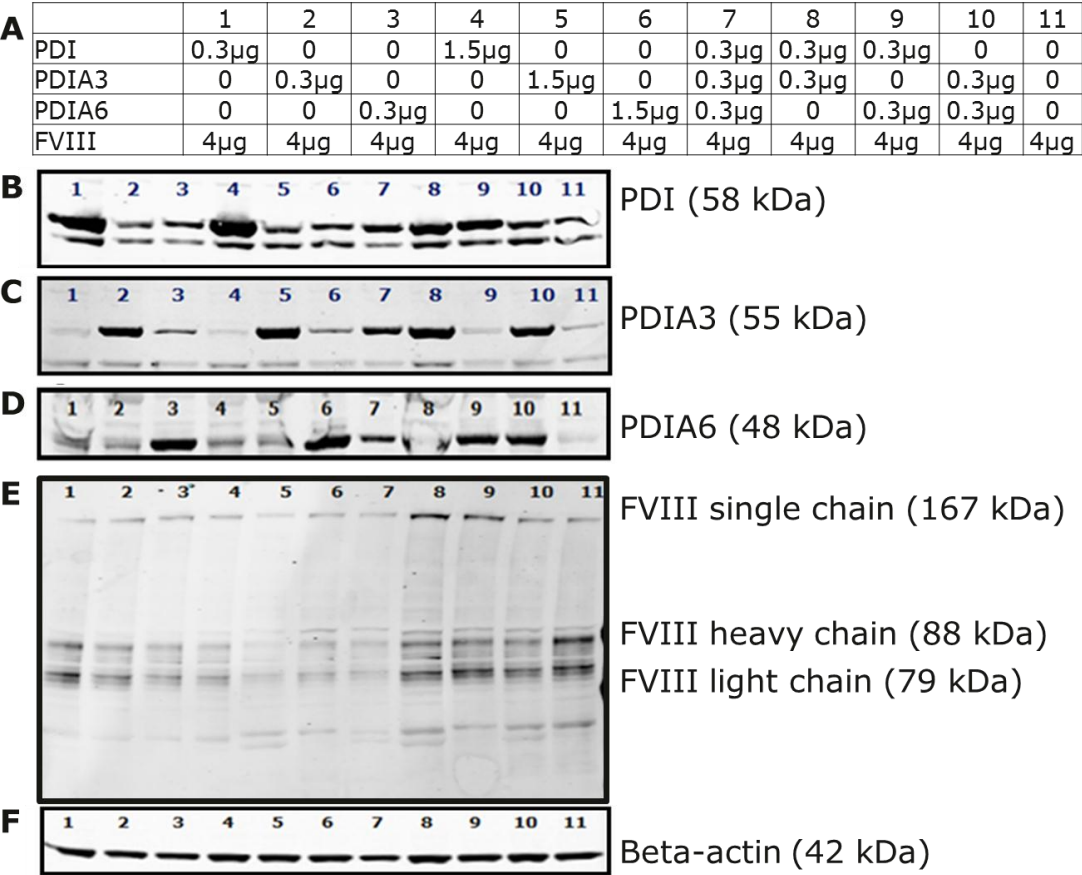 A
1 2 3 4 5 6 7 8 9 10 11
PDI 0.3µg 0 0 1.5µg 0 0 0.3µg 0.3µg 0.3µg 0 0
PDIA3 0 0.3µg 0 0 1.5µg 0 0.3µg 0.3µg 0 0.3µg 0
PDIA6 0 0 0.3µg 0 0 1.5µg 0.3µg 0 0.3µg 0.3µg 0
FVIII 4µg 4µg 4µg 4µg 4µg 4µg 4µg 4µg 4µg 4µg 4µg
B
1 2 3 4 5 6 7 8 9 10 11
PDI (58 kDa)
C
1 2 3 4 5 6 7 8 9 10 11
PDIA3 (55 kDa)
D
1 2 3 4 5 6 7 8 9 10 11
PDIA6 (48 kDa)
E
1 2 3 4 5 6 7 8 9 10 11
FVIII single chain (167 kDa)
FVIII heavy chain (88 kDa)
FVIII light chain (79 kDa)
F
1 2 3 4 5 6 7 8 9 10 11
Beta-actin (42 kDa)